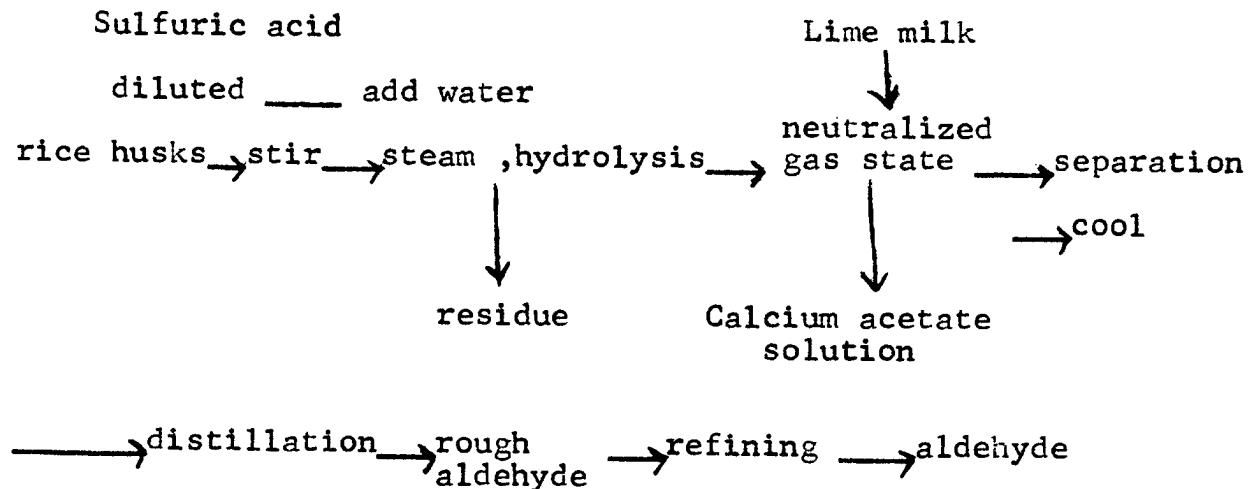 Sulfuric acid
Lime milk
diluted add water
neutralized
rice husks stir steam ,hydrolysis gas state separation
cool
residue Calcium acetate
solution
distillation rough refining aldehyde
aldehyde